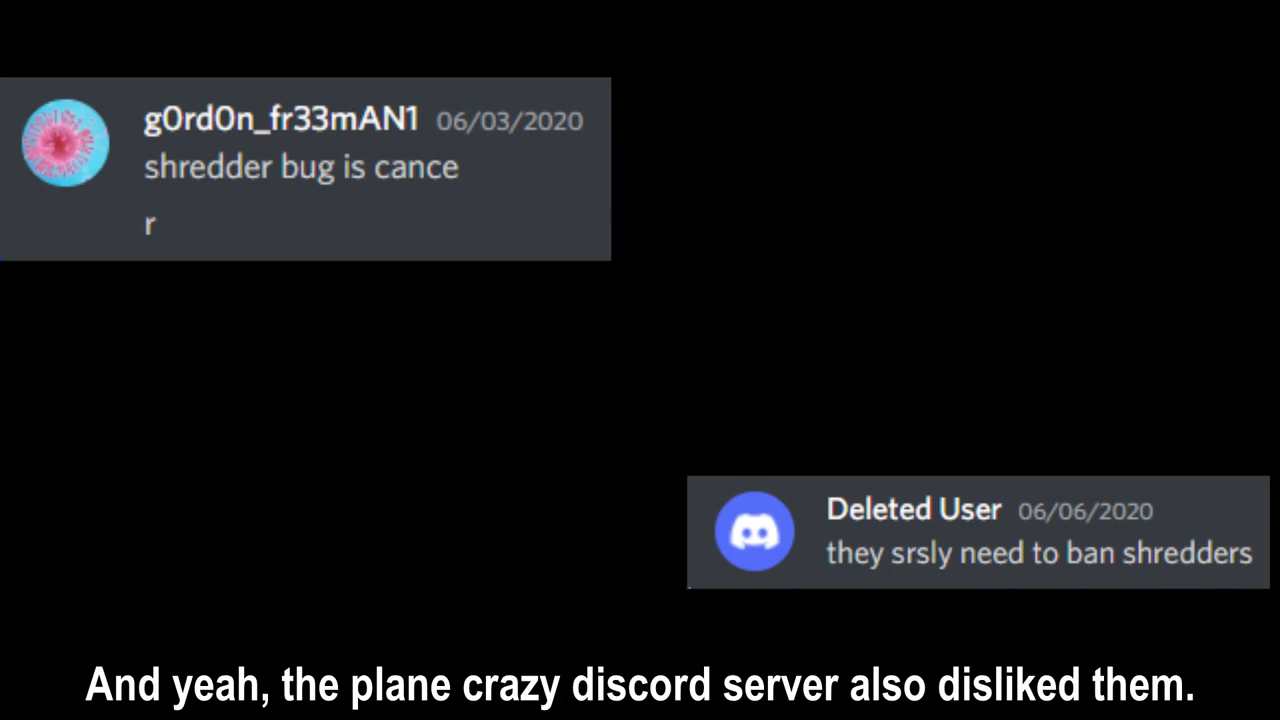 g0rd0n_fr33mAN1 06/03/2020
shredder bug is cance
r
Deleted User 06/06/2020
they srsly need to ban shredders
And yeah, the plane crazy discord server also disliked them.